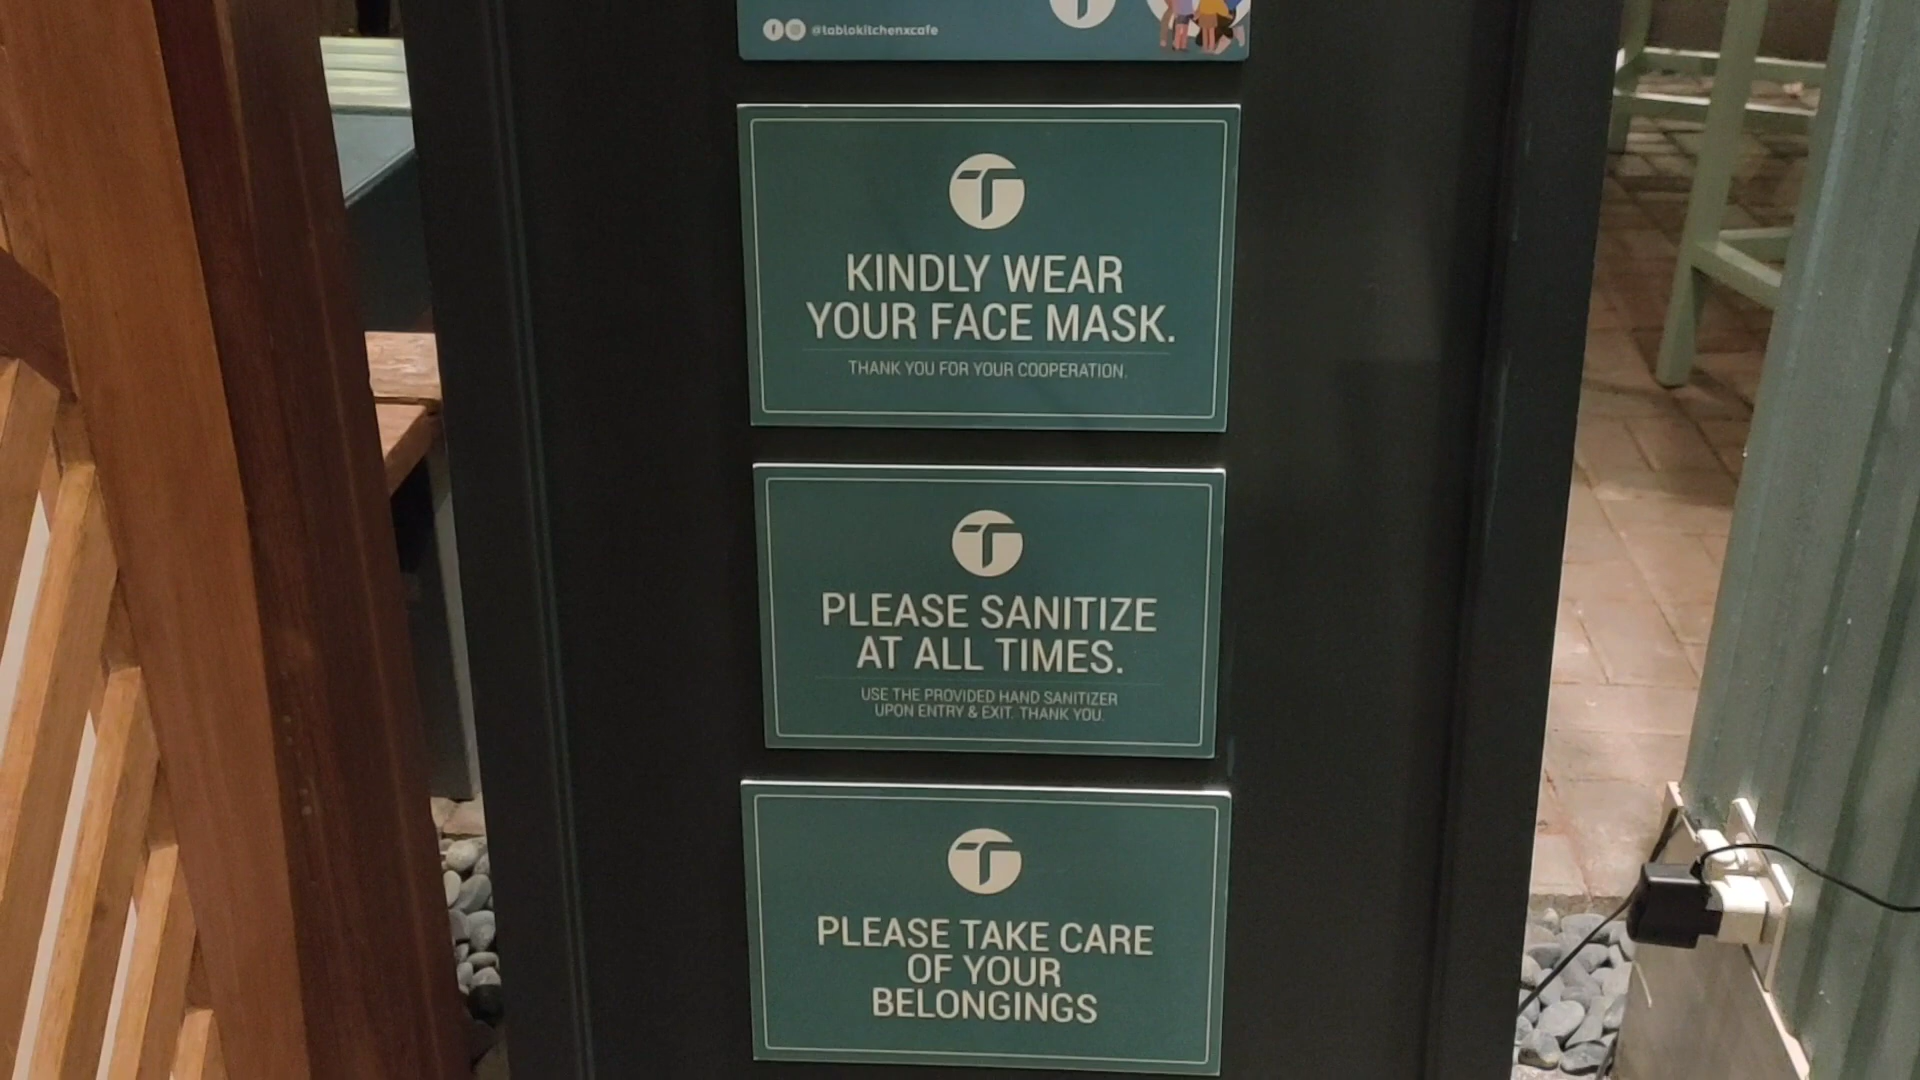 @tablokitchenxcafe
KINDLY WEAR
YOUR FACE MASK.
THANK YOU FOR YOUR COOPERATION.
PLEASE SANITIZE
AT ALL TIMES.
USE THE PROVIDED HAND SANITIZER
UPON ENTRY & EXIT. THANK YOU.
PLEASE TAKE CARE
OF YOUR
BELONGINGS